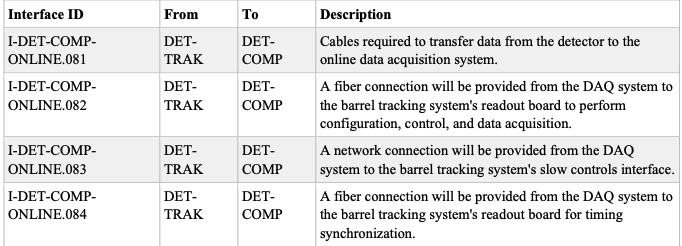 Interface ID From To Description
I-DET-COMP- DET- DET- Cables required to transfer data from the detector to the
ONLINE.081 TRAK COMP online data acquisition system.
I-DET-COMP- DET- DET- A fiber connection will be provided from the DAQ system to
ONLINE.082 TRAK COMP the barrel tracking system's readout board to perform
configuration, control, and data acquisition.
I-DET-COMP- DET- DET- A network connection will be provided from the DAQ
ONLINE.083 TRAK COMP system to the barrel tracking system's slow controls interface.
I-DET-COMP- DET- DET- A fiber connection will be provided from the DAQ system to
ONLINE.084 TRAK COMP the barrel tracking system's readout board for timing
synchronization.